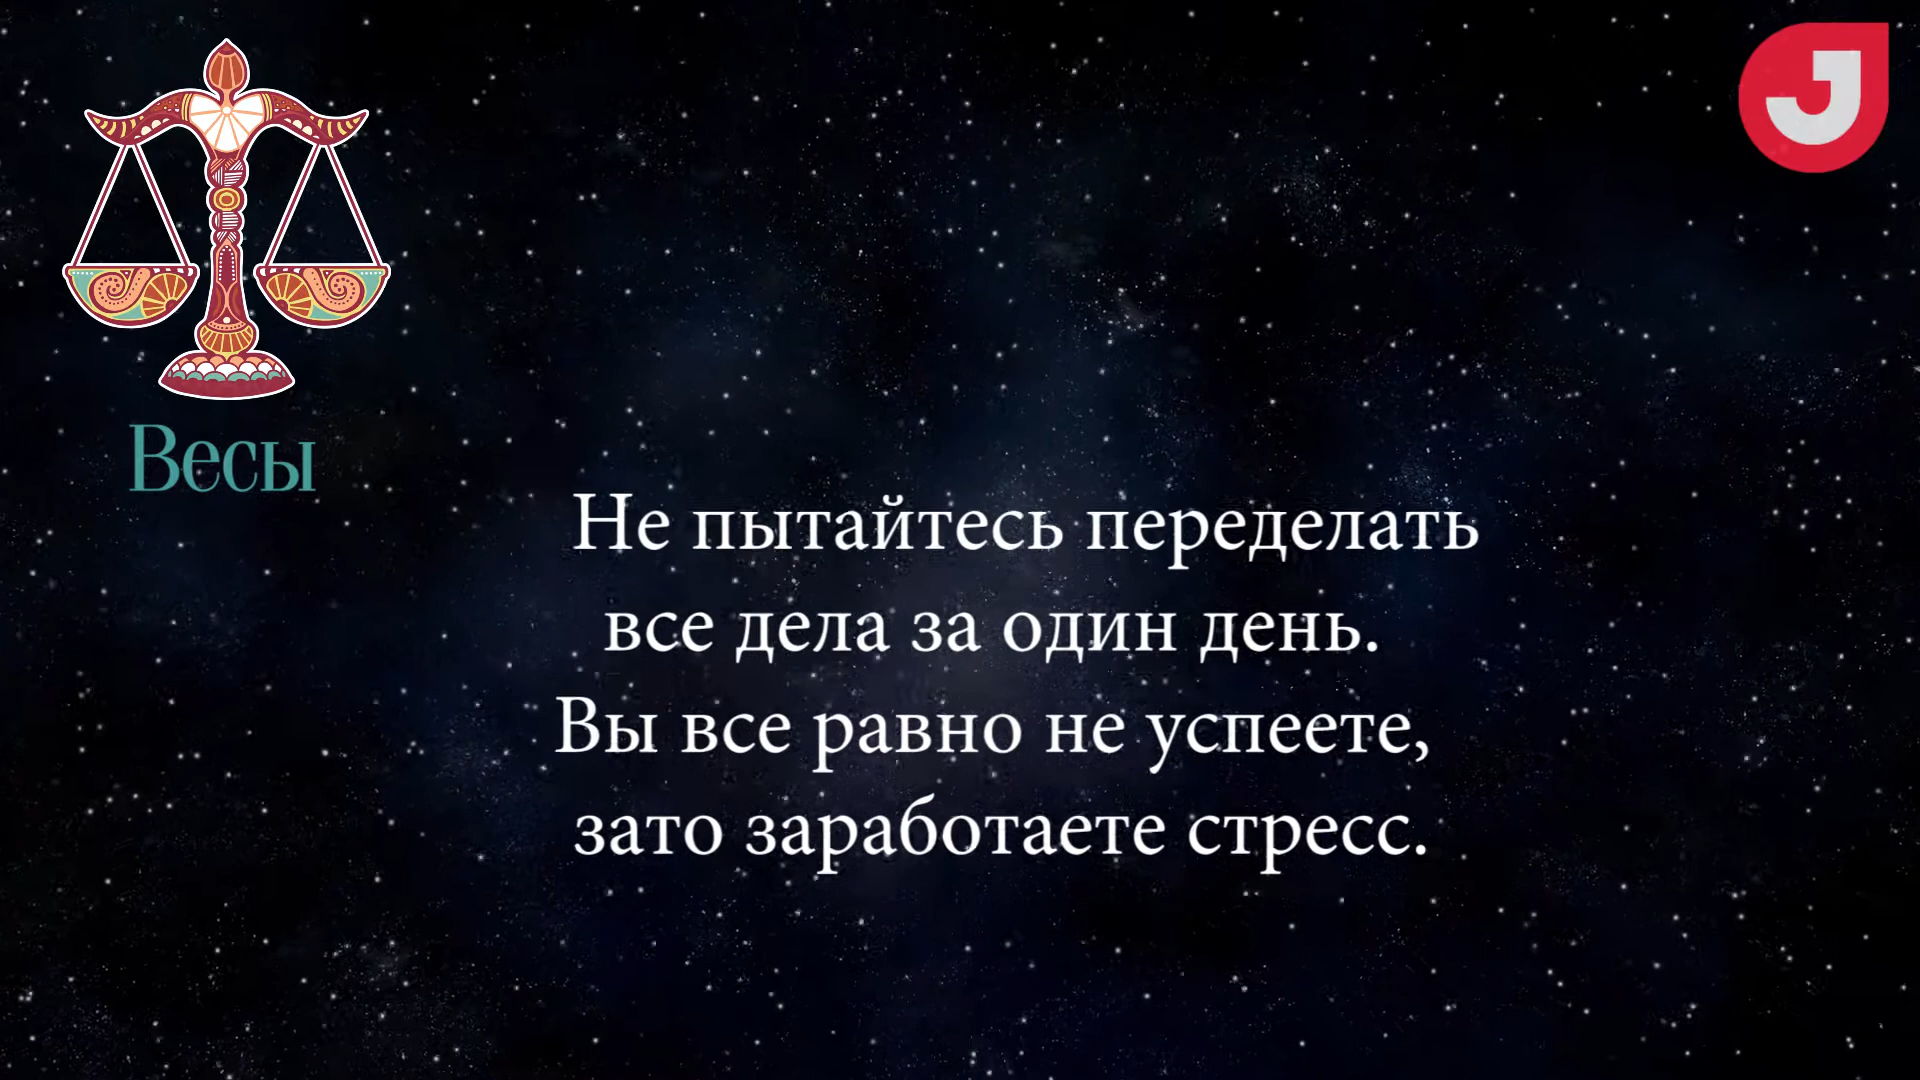 J
Весы
Не пытайтесь переделать
все дела за один день.
Вы все равно не успеете,
зато заработаете стресс.